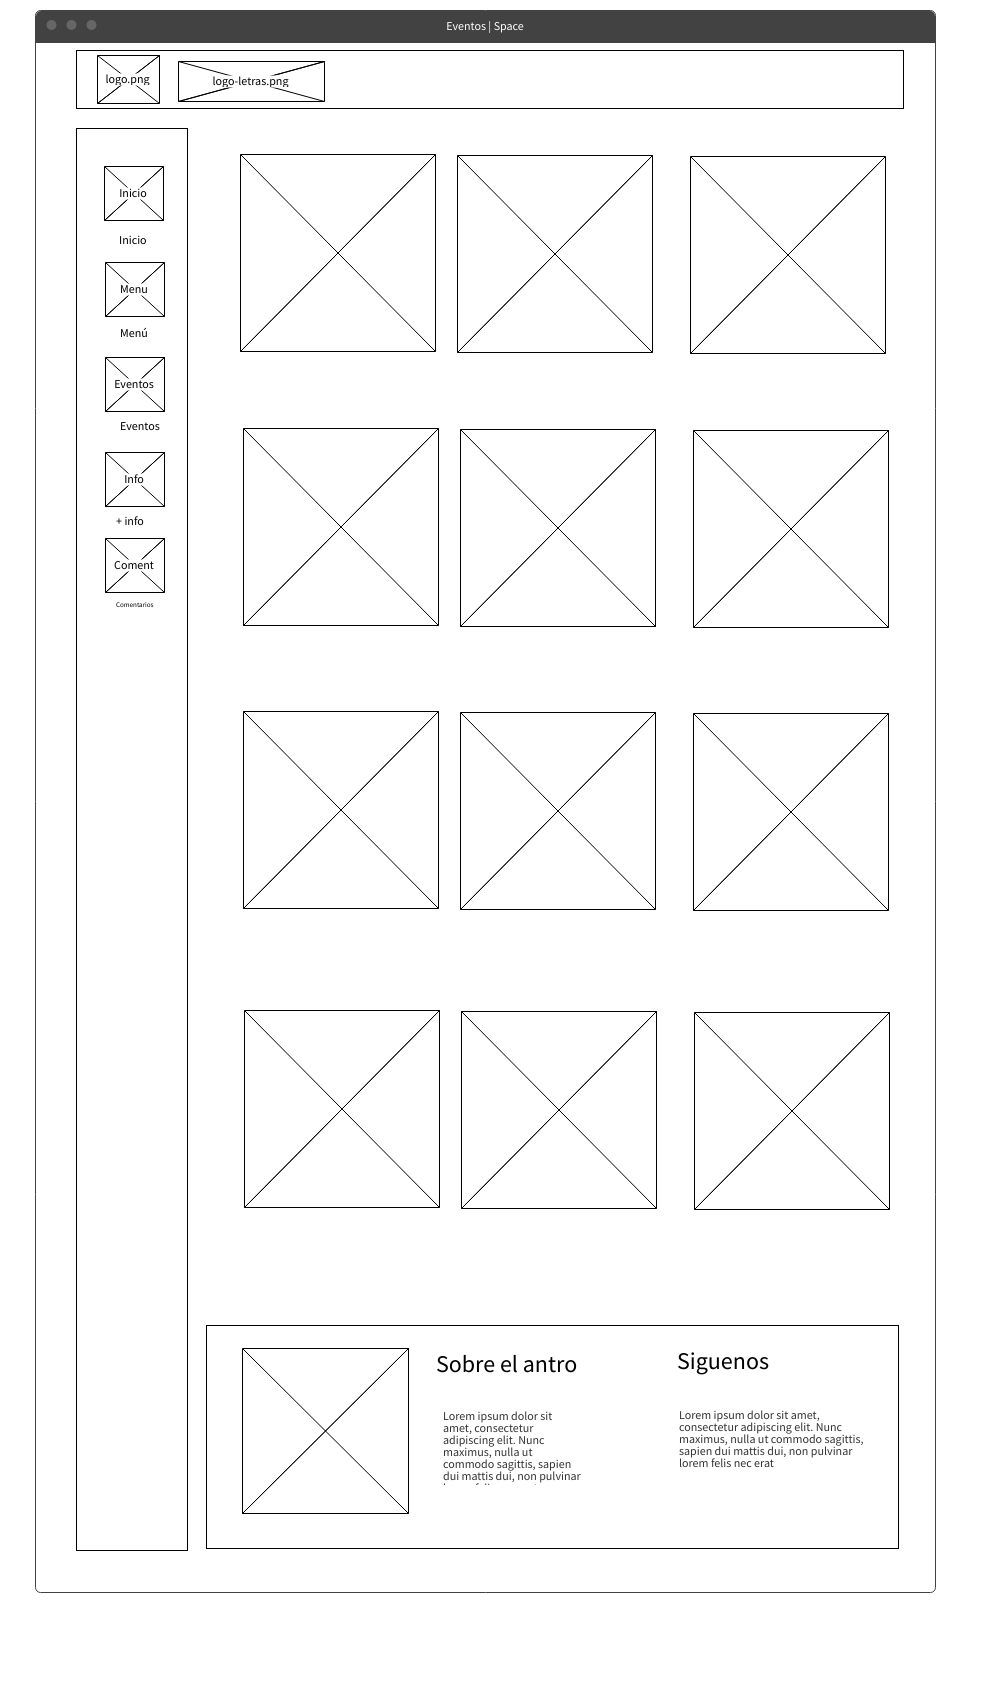 Eventos | Space
logo.png
logo-letras.png
Inicio
Inicio
Menu
Menú
Eventos
Eventos
Info
+ info
Coment
Comentarios
Sobre el antro
Lorem ipsum dolor sit
amet, consectetur
adipiscing elit. Nunc
maximus, nulla ut
commodo sagittis, sapien
dui mattis dui, non pulvinar
Siguenos
Lorem ipsum dolor sit amet,
consectetur adipiscing elit. Nunc
maximus, nulla ut commodo sagittis,
sapien dui mattis dui, non pulvinar
lorem felis nec erat